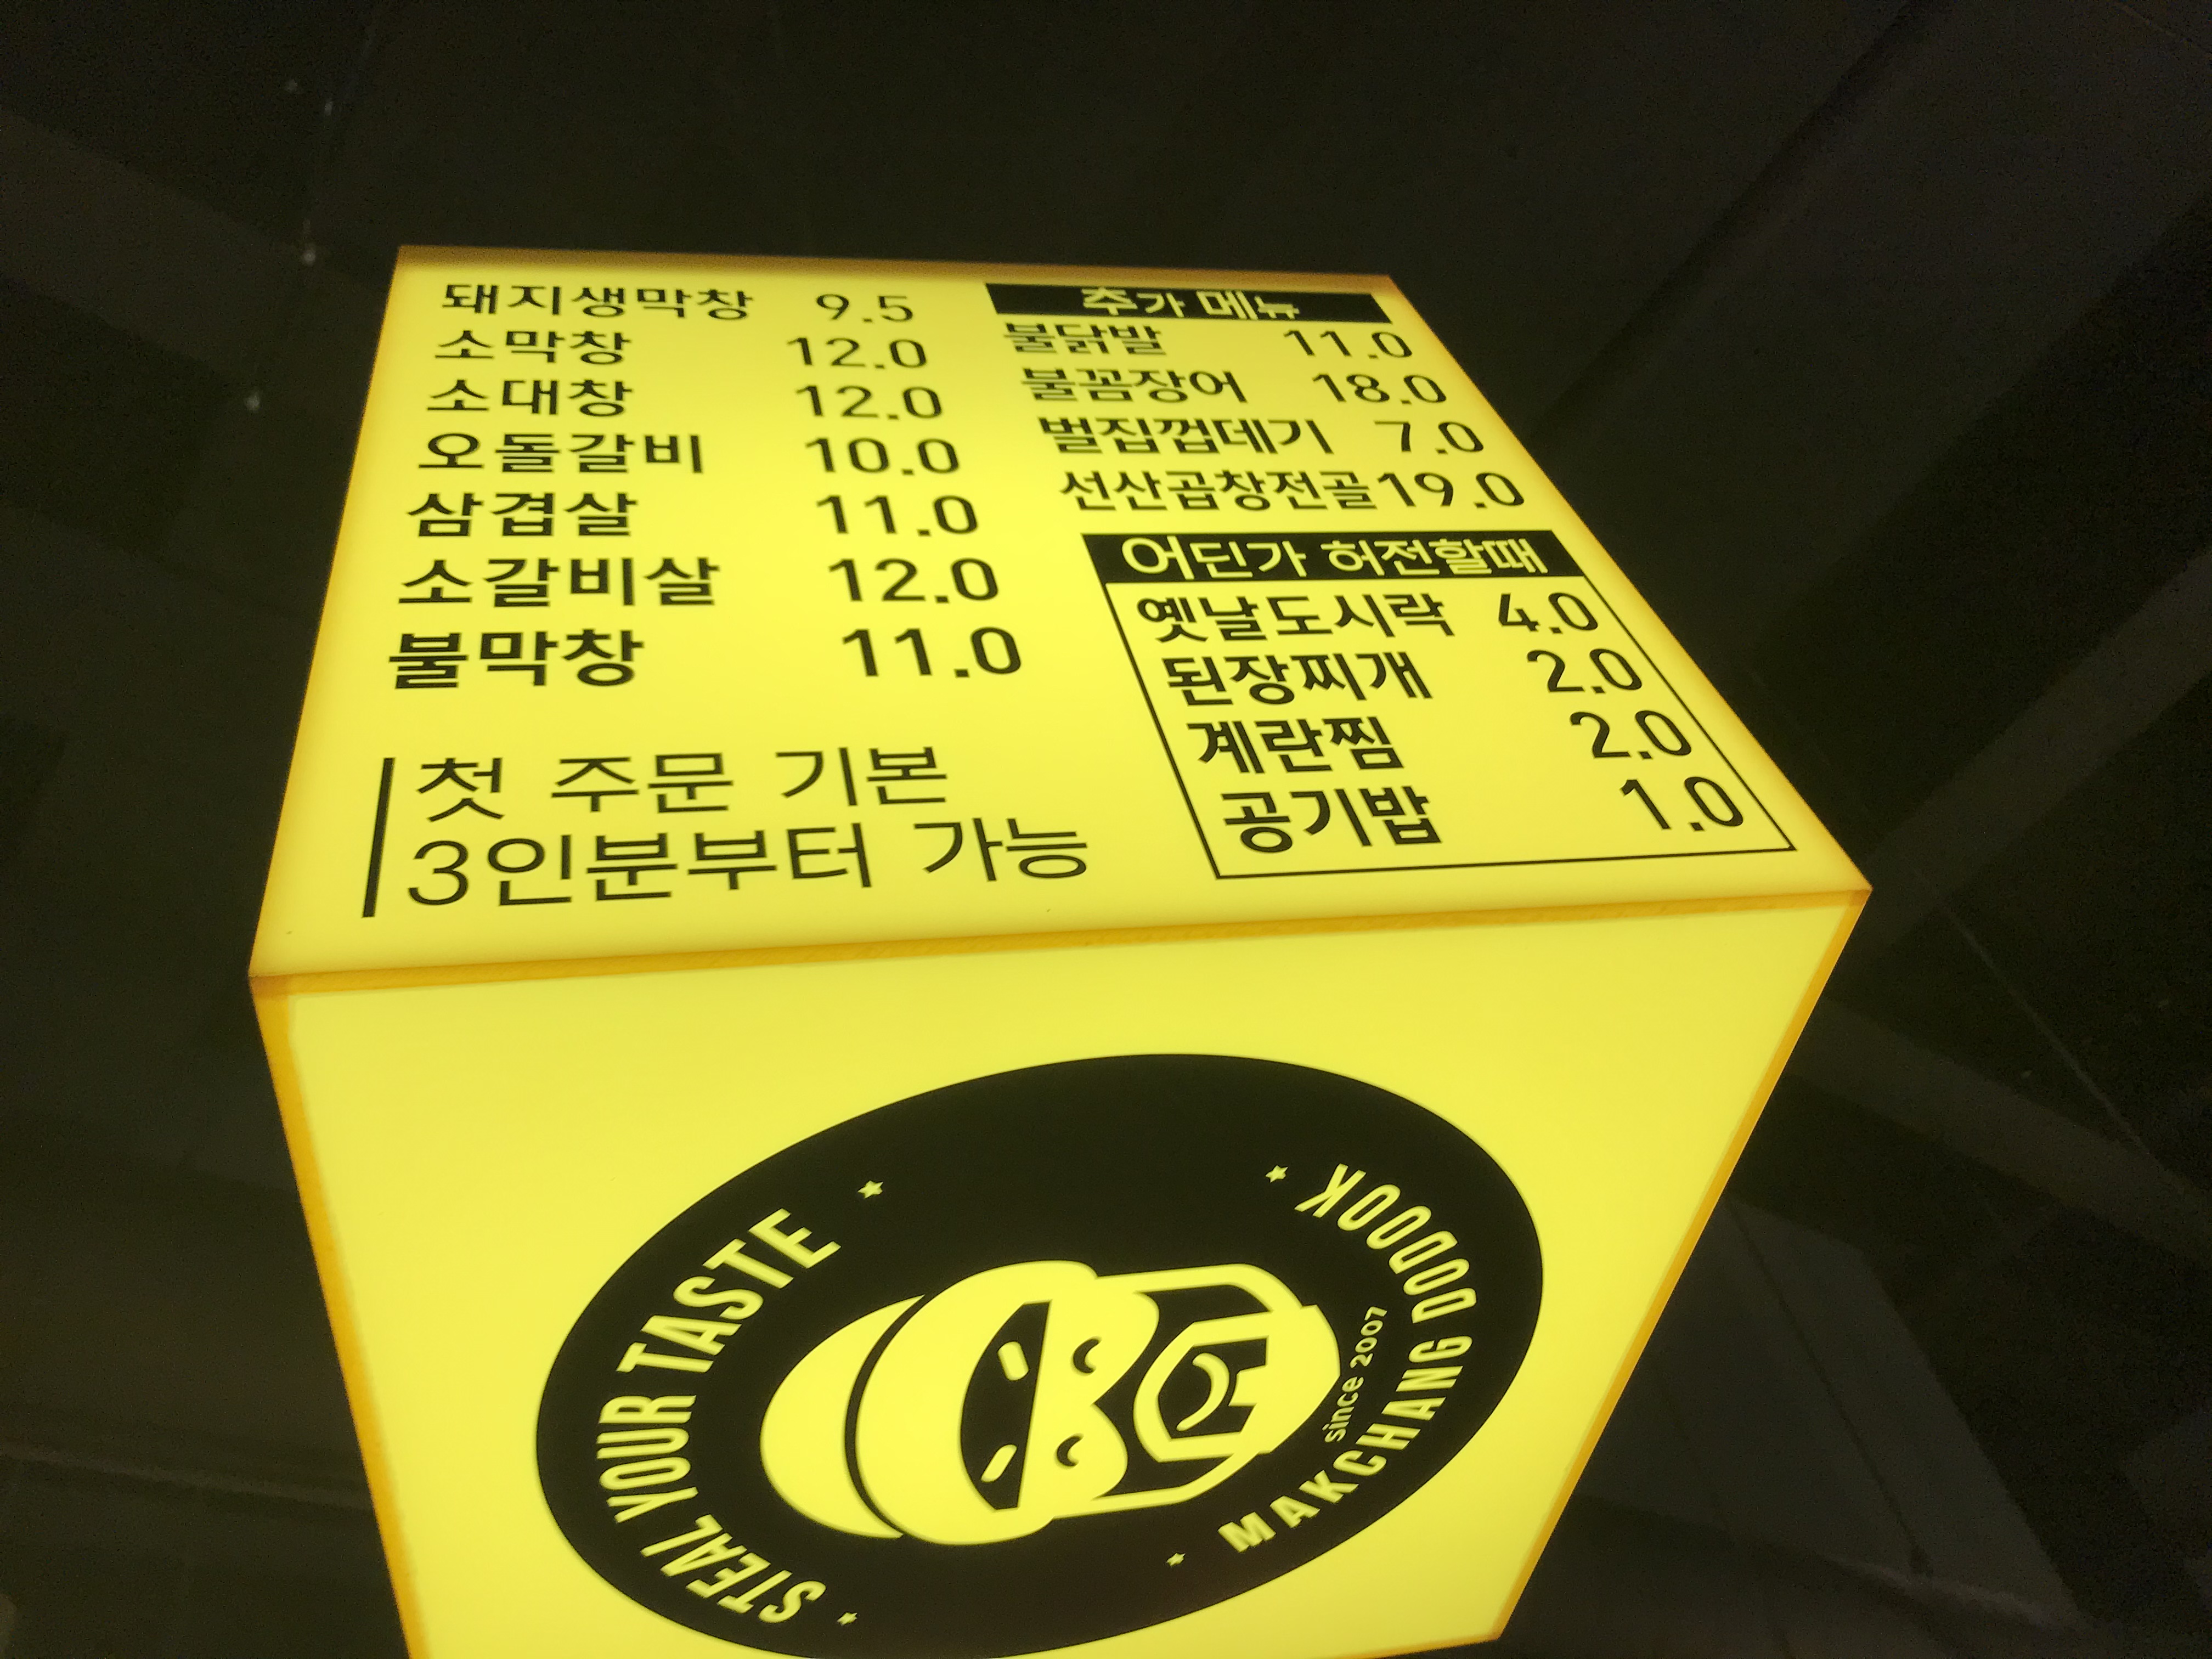 돼지생막창 9.5
소막창 12.0
소대창 12.0
오돌갈비 10.0
삼겹살 11.0
소갈비살 12.0
불막창 11.0
첫 주문 기본
3인분부터 가능
추가 메뉴
불닭발 11.0
불꼼장어 18.0
벌집껍데기 7.0
선산곱창전골 19.0
어딘가 허전할때
옛날도시락 4.0
된장찌개 2.0
계란찜 2.0
공기밥 1.0
STEAL YOUR TASTE
since 2007
MAKCHANG DODOOK